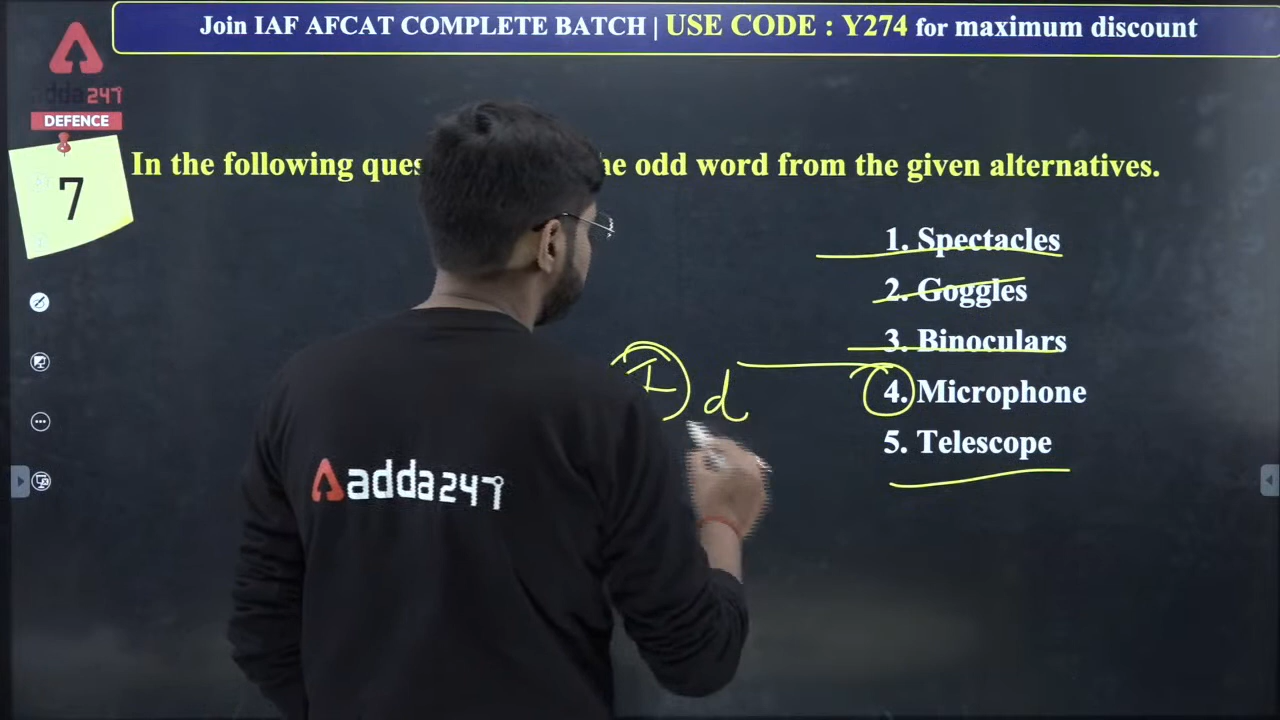 Join IAF AFCAT COMPLETE BATCH | USE CODE : Y274 for maximum discount
adda247
DEFENCE
7
In the following he odd word from the given alternatives.
1. Spectacles
2. Goggles
3. Binoculars
4. Microphone
5. Telescope
I d
adda247